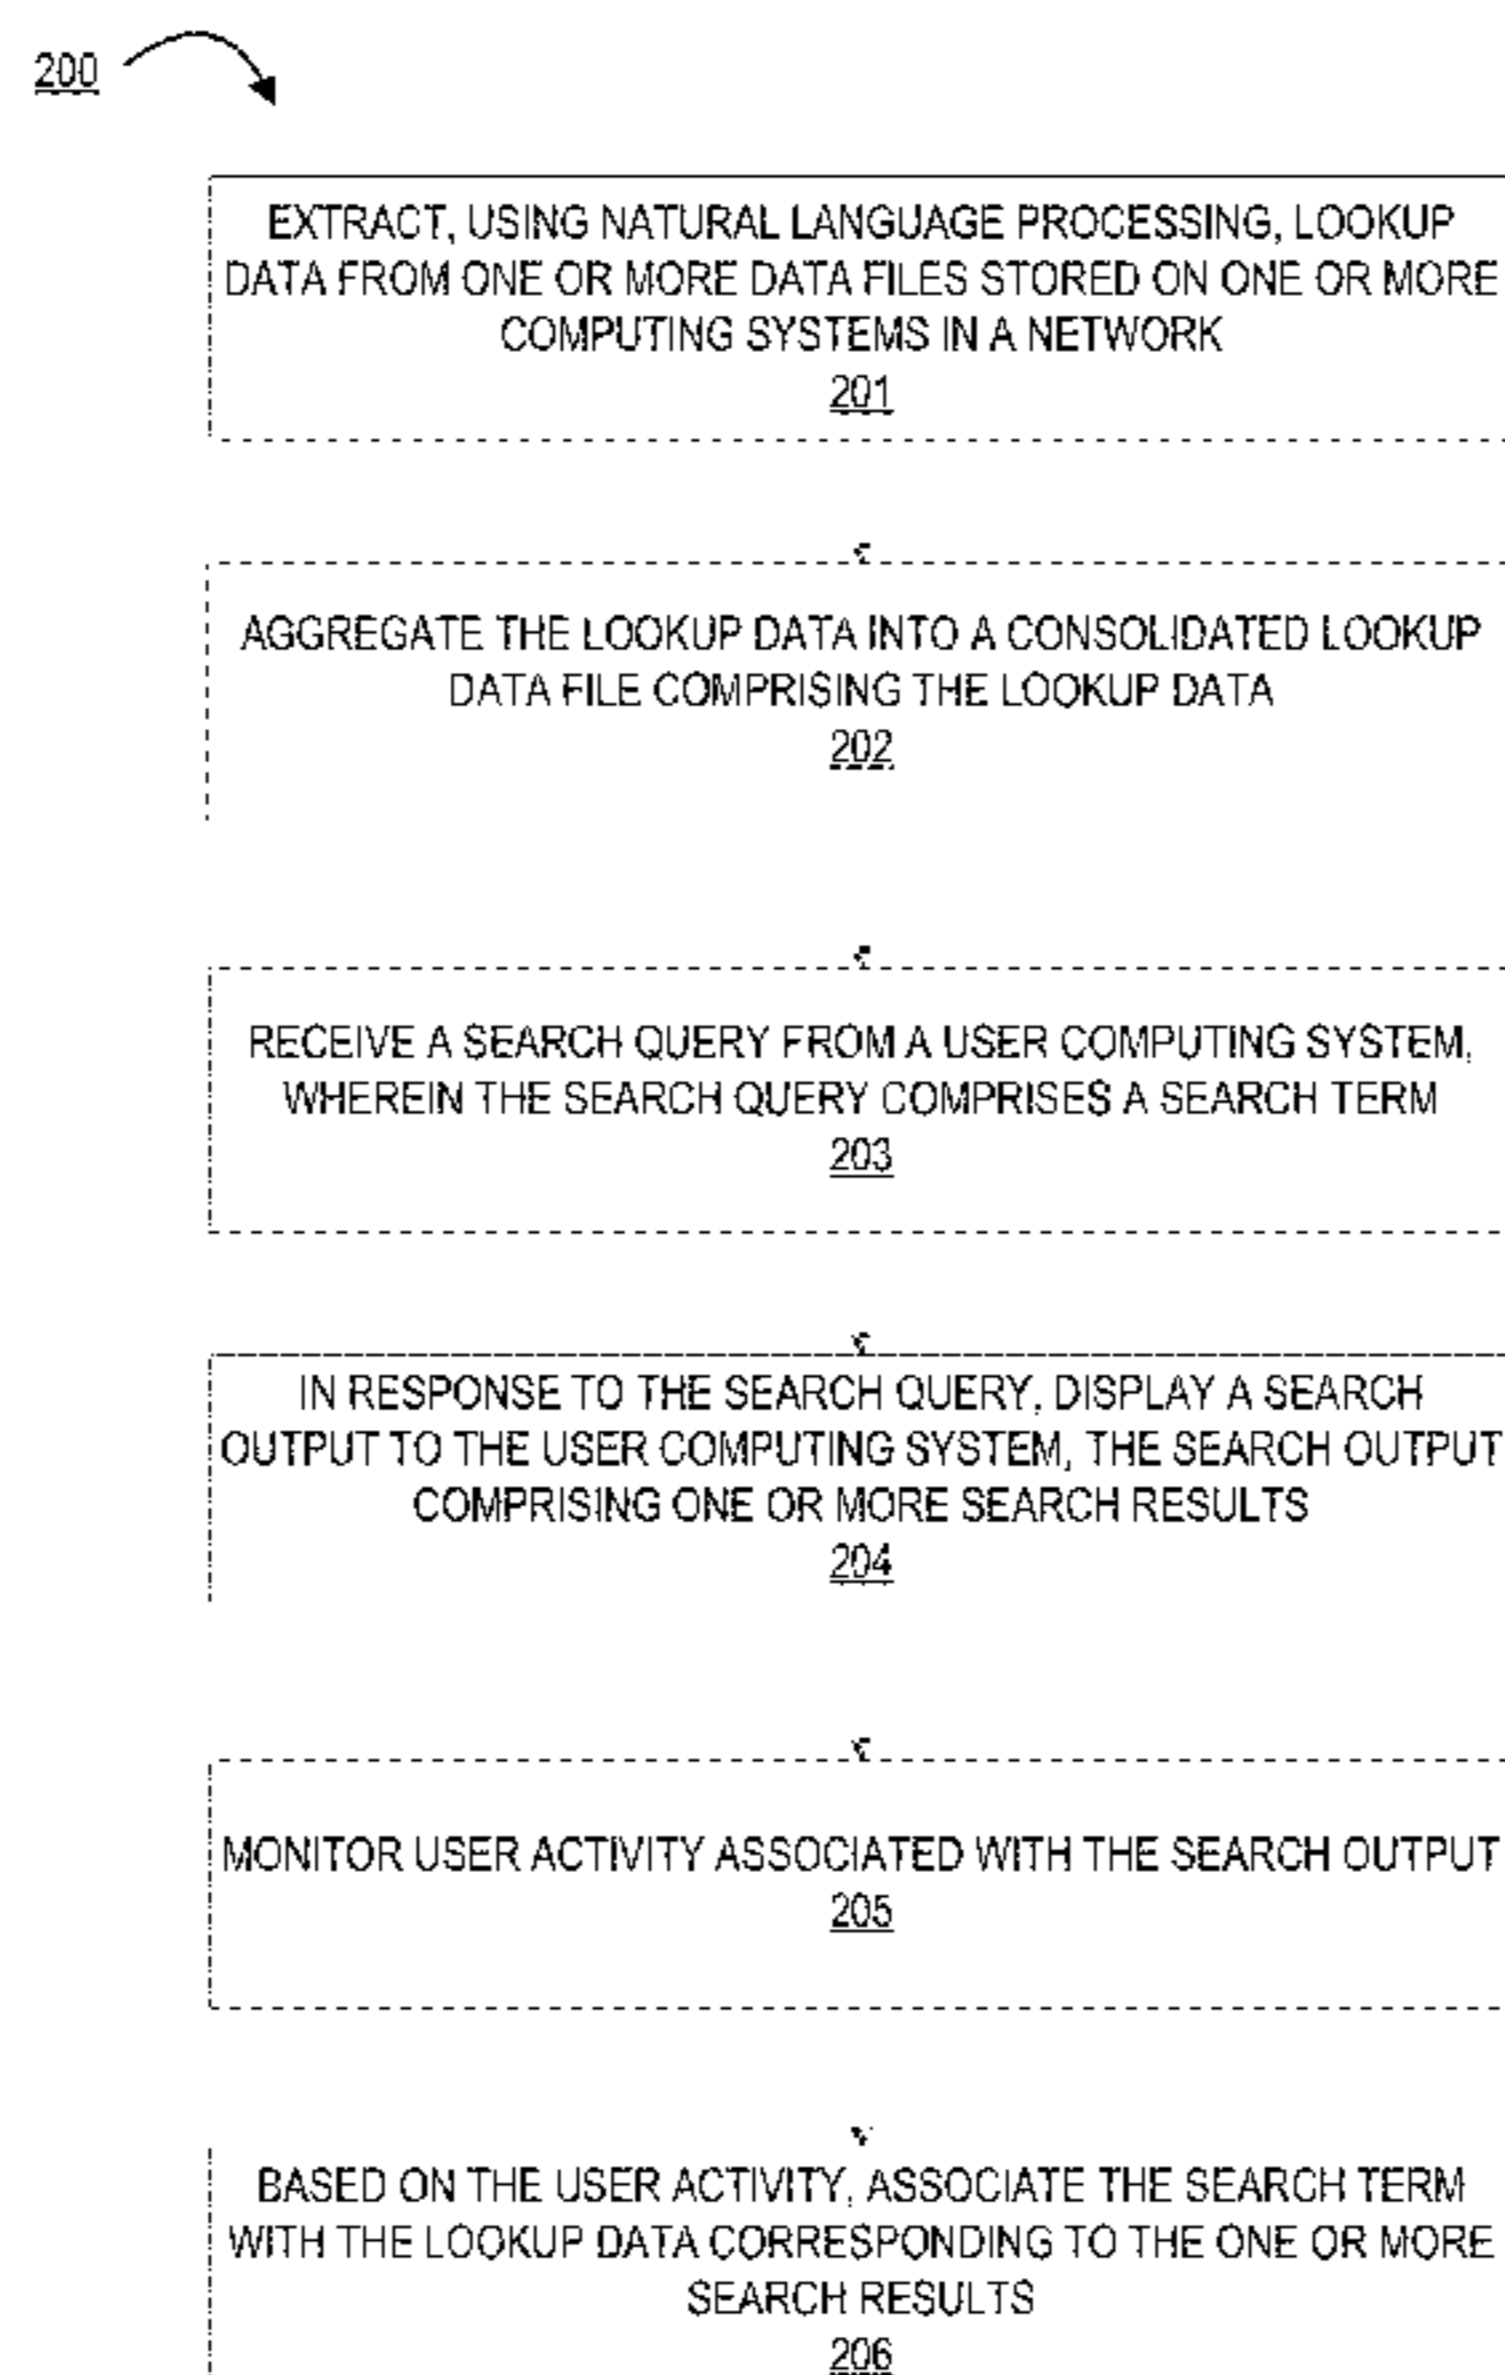 200
EXTRACT, USING NATURAL LANGUAGE PROCESSING, LOOKUP
DATA FROM ONE OR MORE DATA FILES STORED ON ONE OR MORE
COMPUTING SYSTEMS IN A NETWORK
201
AGGREGATE THE LOOKUP DATA INTO A CONSOLIDATED LOOKUP
DATA FILE COMPRISING THE LOOKUP DATA
202
RECEIVE A SEARCH QUERY FROM A USER COMPUTING SYSTEM,
WHEREIN THE SEARCH QUERY COMPRISES A SEARCH TERM
203
IN RESPONSE TO THE SEARCH QUERY, DISPLAY A SEARCH
OUTPUT TO THE USER COMPUTING SYSTEM, THE SEARCH OUTPUT
COMPRISING ONE OR MORE SEARCH RESULTS
204
MONITOR USER ACTIVITY ASSOCIATED WITH THE SEARCH OUTPUT
205
BASED ON THE USER ACTIVITY, ASSOCIATE THE SEARCH TERM
WITH THE LOOKUP DATA CORRESPONDING TO THE ONE OR MORE
SEARCH RESULTS
206